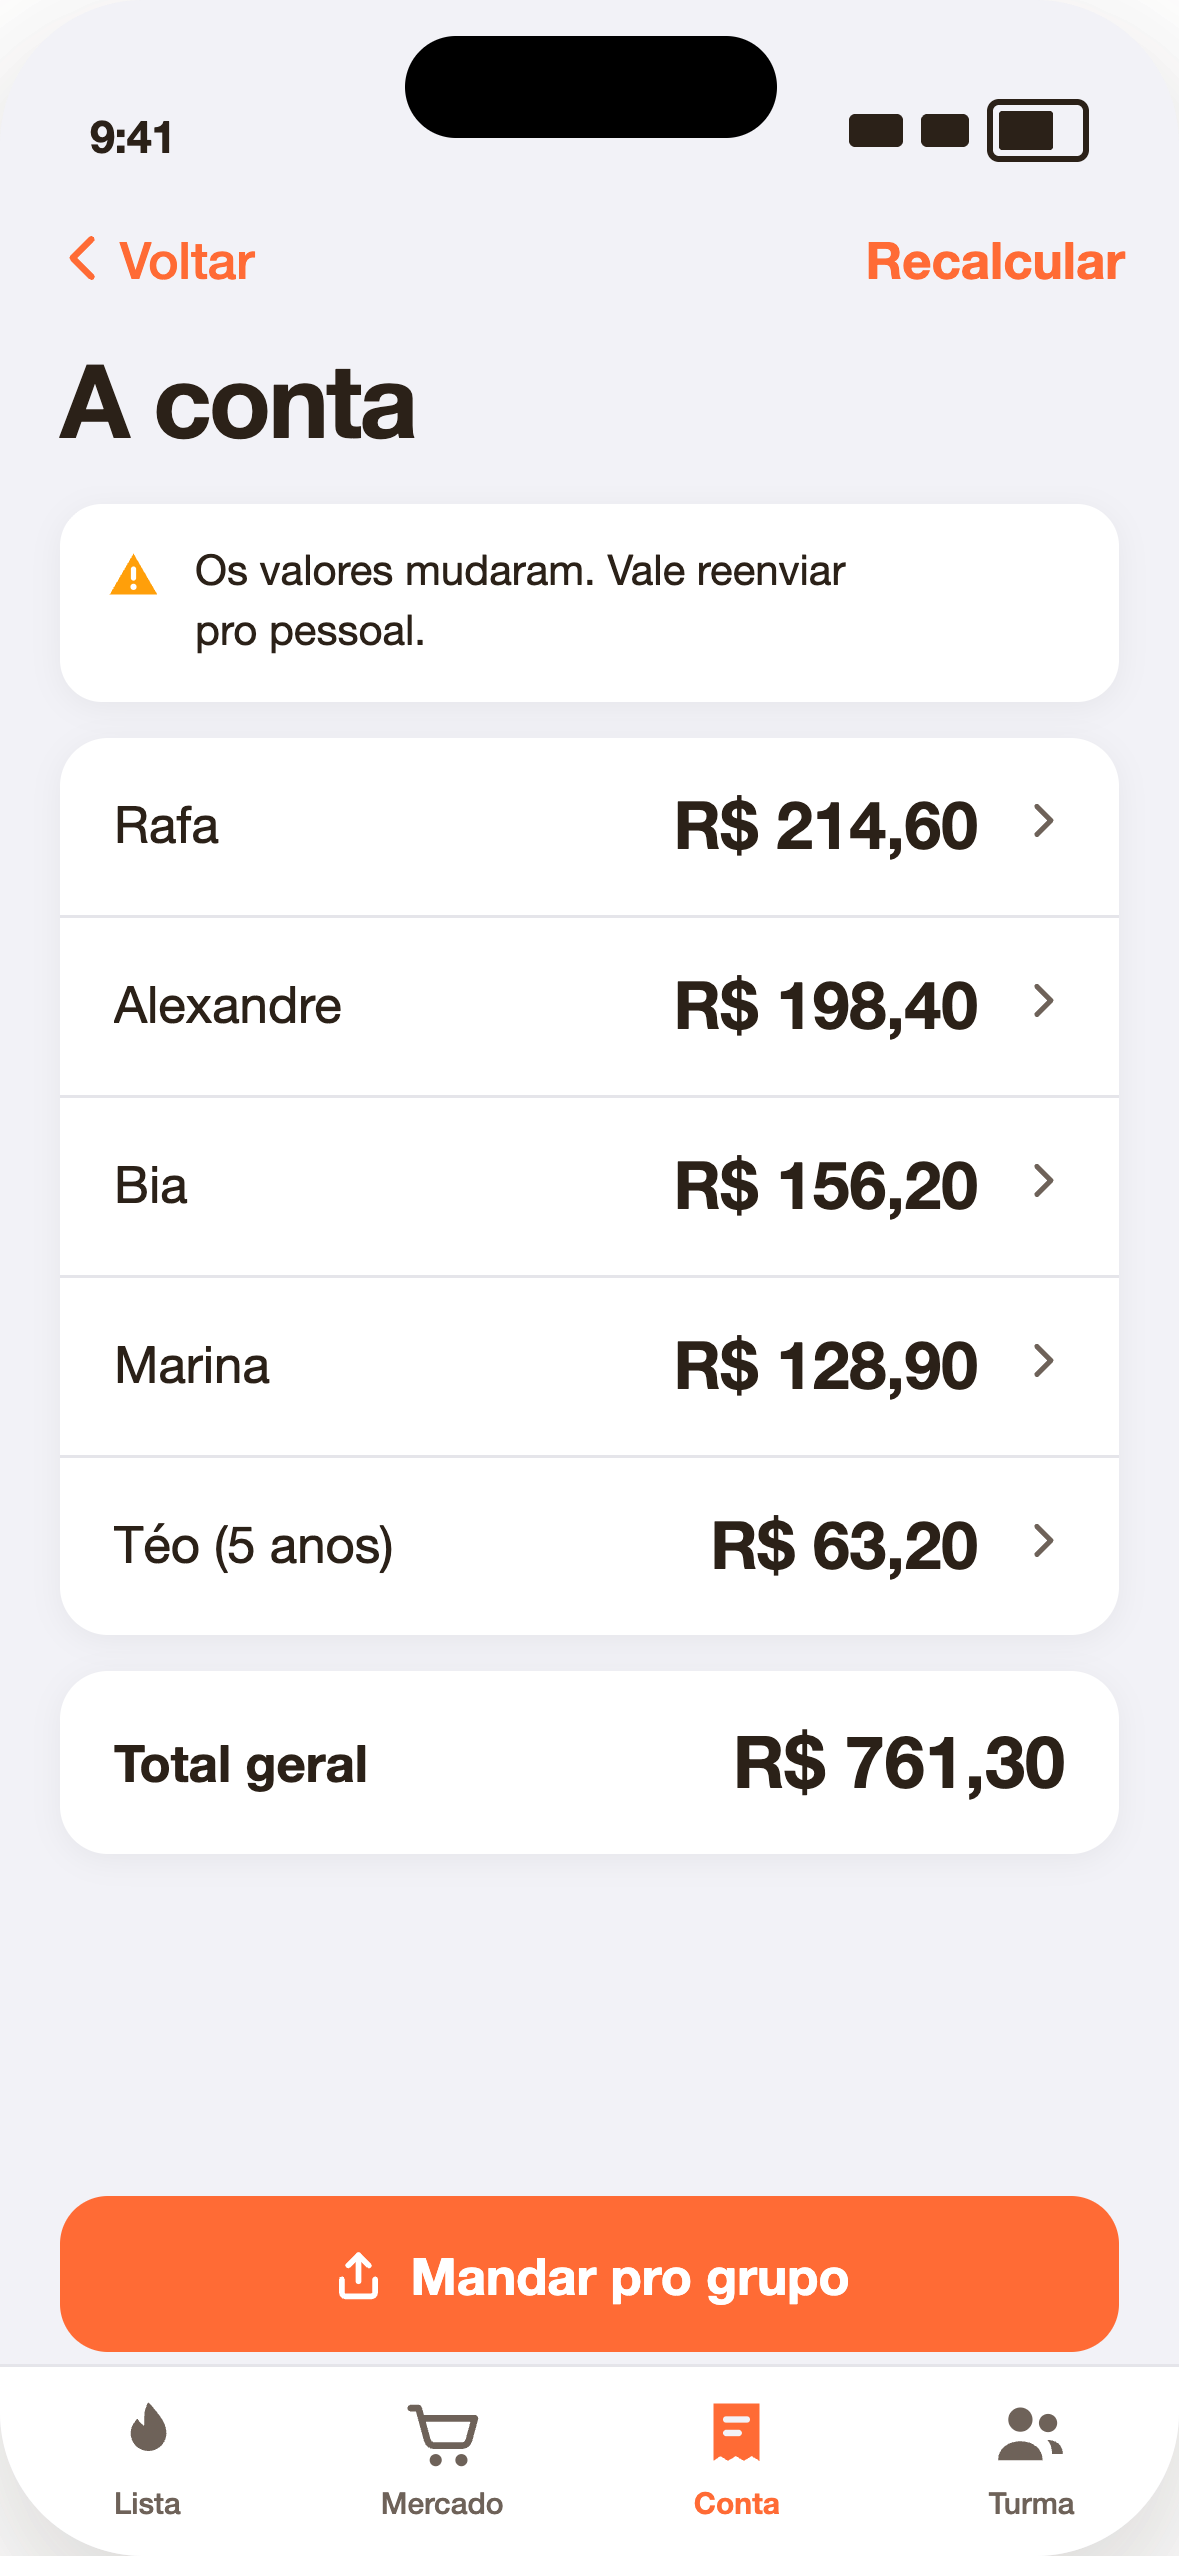 9:41
Voltar
Recalcular
A conta
Os valores mudaram. Vale reenviar
pro pessoal.
Rafa R$ 214,60
Alexandre R$ 198,40
Bia R$ 156,20
Marina R$ 128,90
Téo (5 anos) R$ 63,20
Total geral R$ 761,30
Mandar pro grupo
Lista
Mercado
Conta
Turma